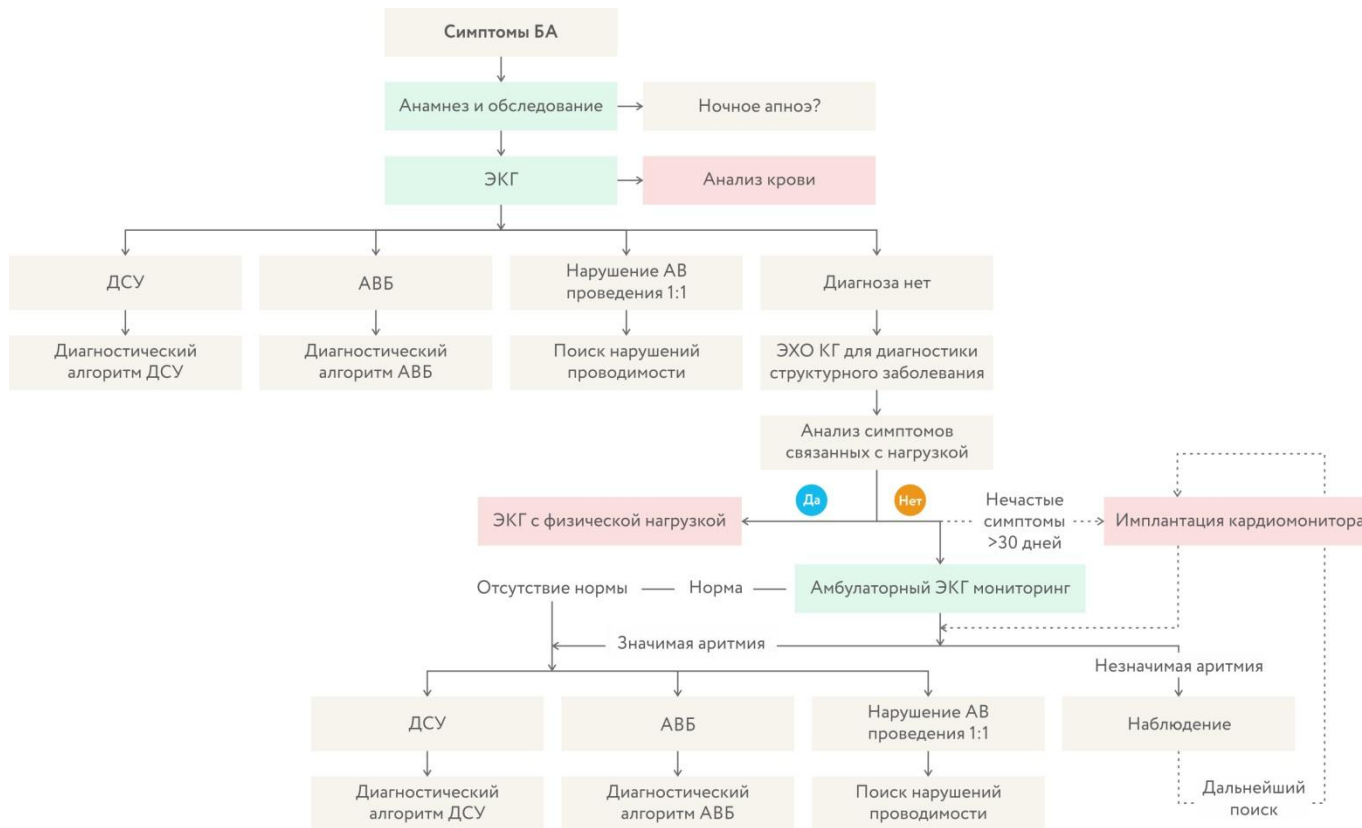 Симптомы БА
Анамнез и обследование
Ночное апноэ?
ЭКГ
Анализ крови
ДСУ
АВБ
Нарушение АВ
проведения 1:1
Диагноза нет
Диагностический
алгоритм ДСУ
Диагностический
алгоритм АВБ
Поиск нарушений
проводимости
ЭХО КГ для диагностики
структурного заболевания
Анализ симптомов
связанных с нагрузкой
Да
Нет
ЭКГ с физической нагрузкой
Нечастые
симптомы
>30 дней
Имплантация кардиомонитора
Отсутствие нормы
Норма
Амбулаторный ЭКГ мониторинг
Значимая аритмия
Незначимая аритмия
ДСУ
АВБ
Нарушение АВ
проведения 1:1
Наблюдение
Диагностический
алгоритм ДСУ
Диагностический
алгоритм АВБ
Поиск нарушений
проводимости
Дальнейший
поиск